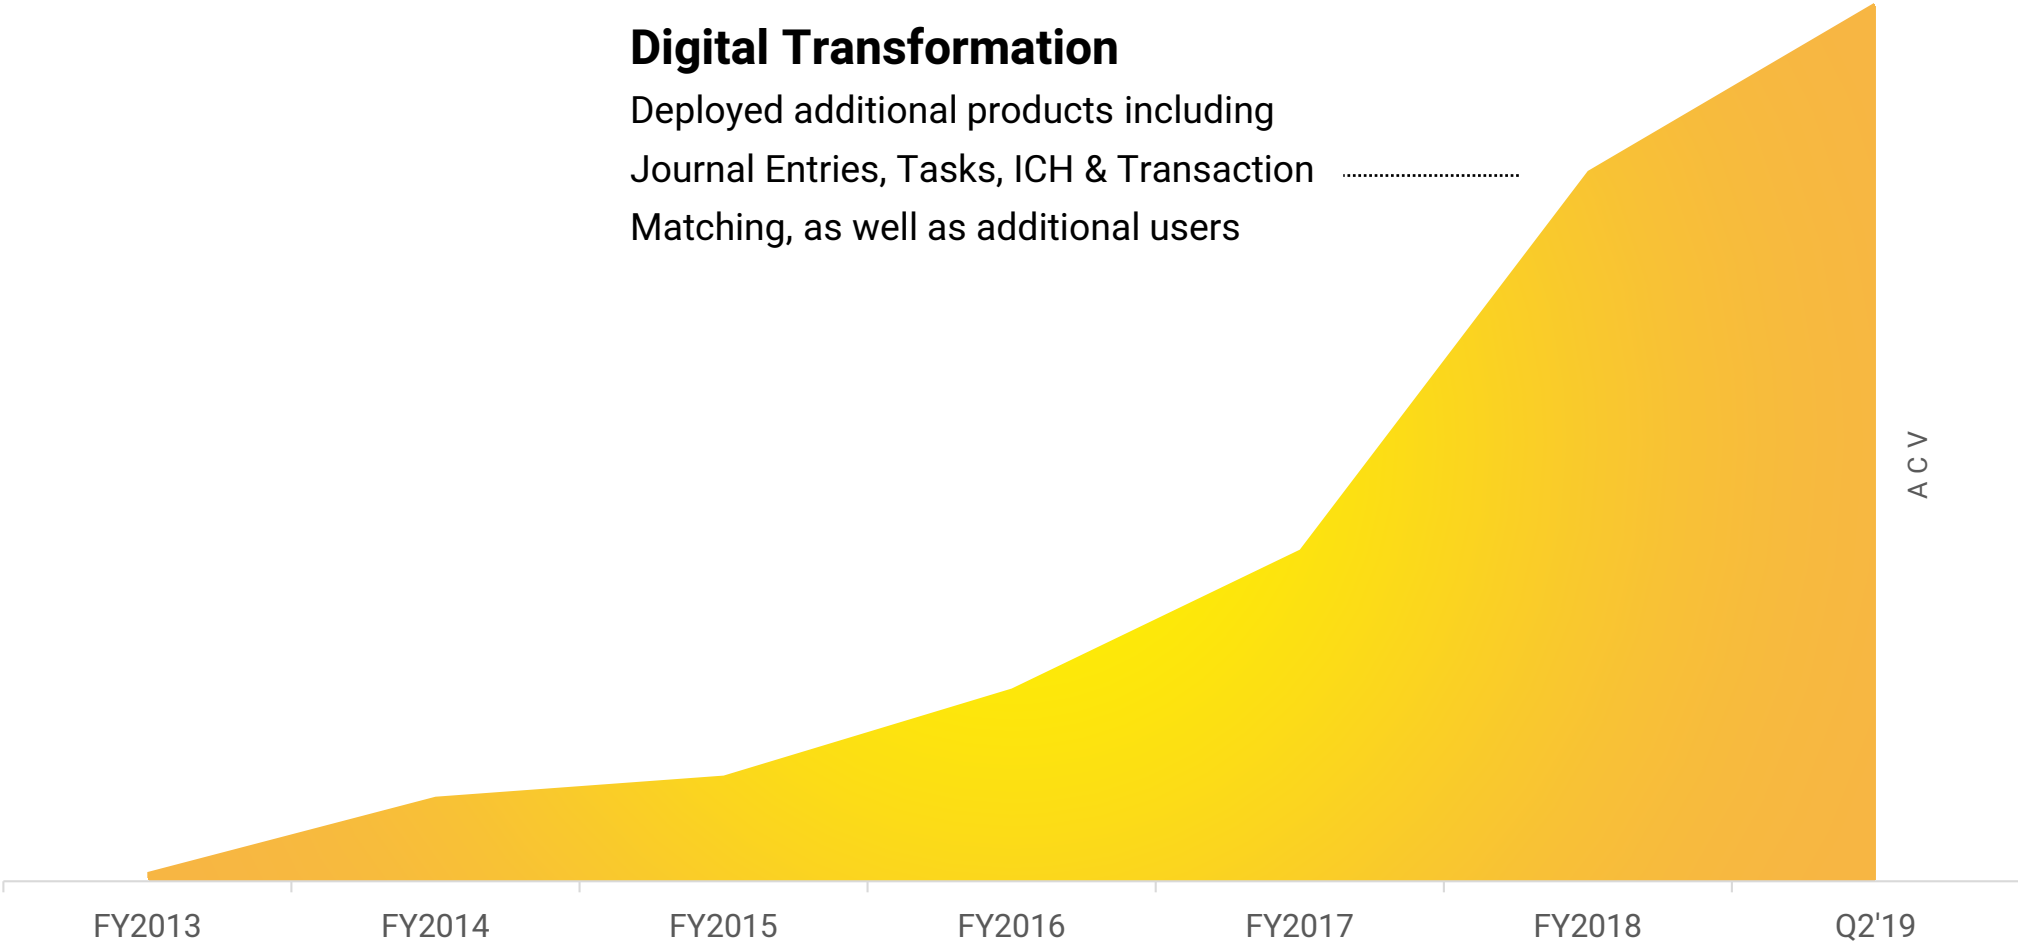 Digital Transformation
Deployed additional products including
Journal Entries, Tasks, ICH & Transaction
Matching, as well as additional users
ACV
FY2013
FY2014
FY2015
FY2016
FY2017
FY2018
Q2'19